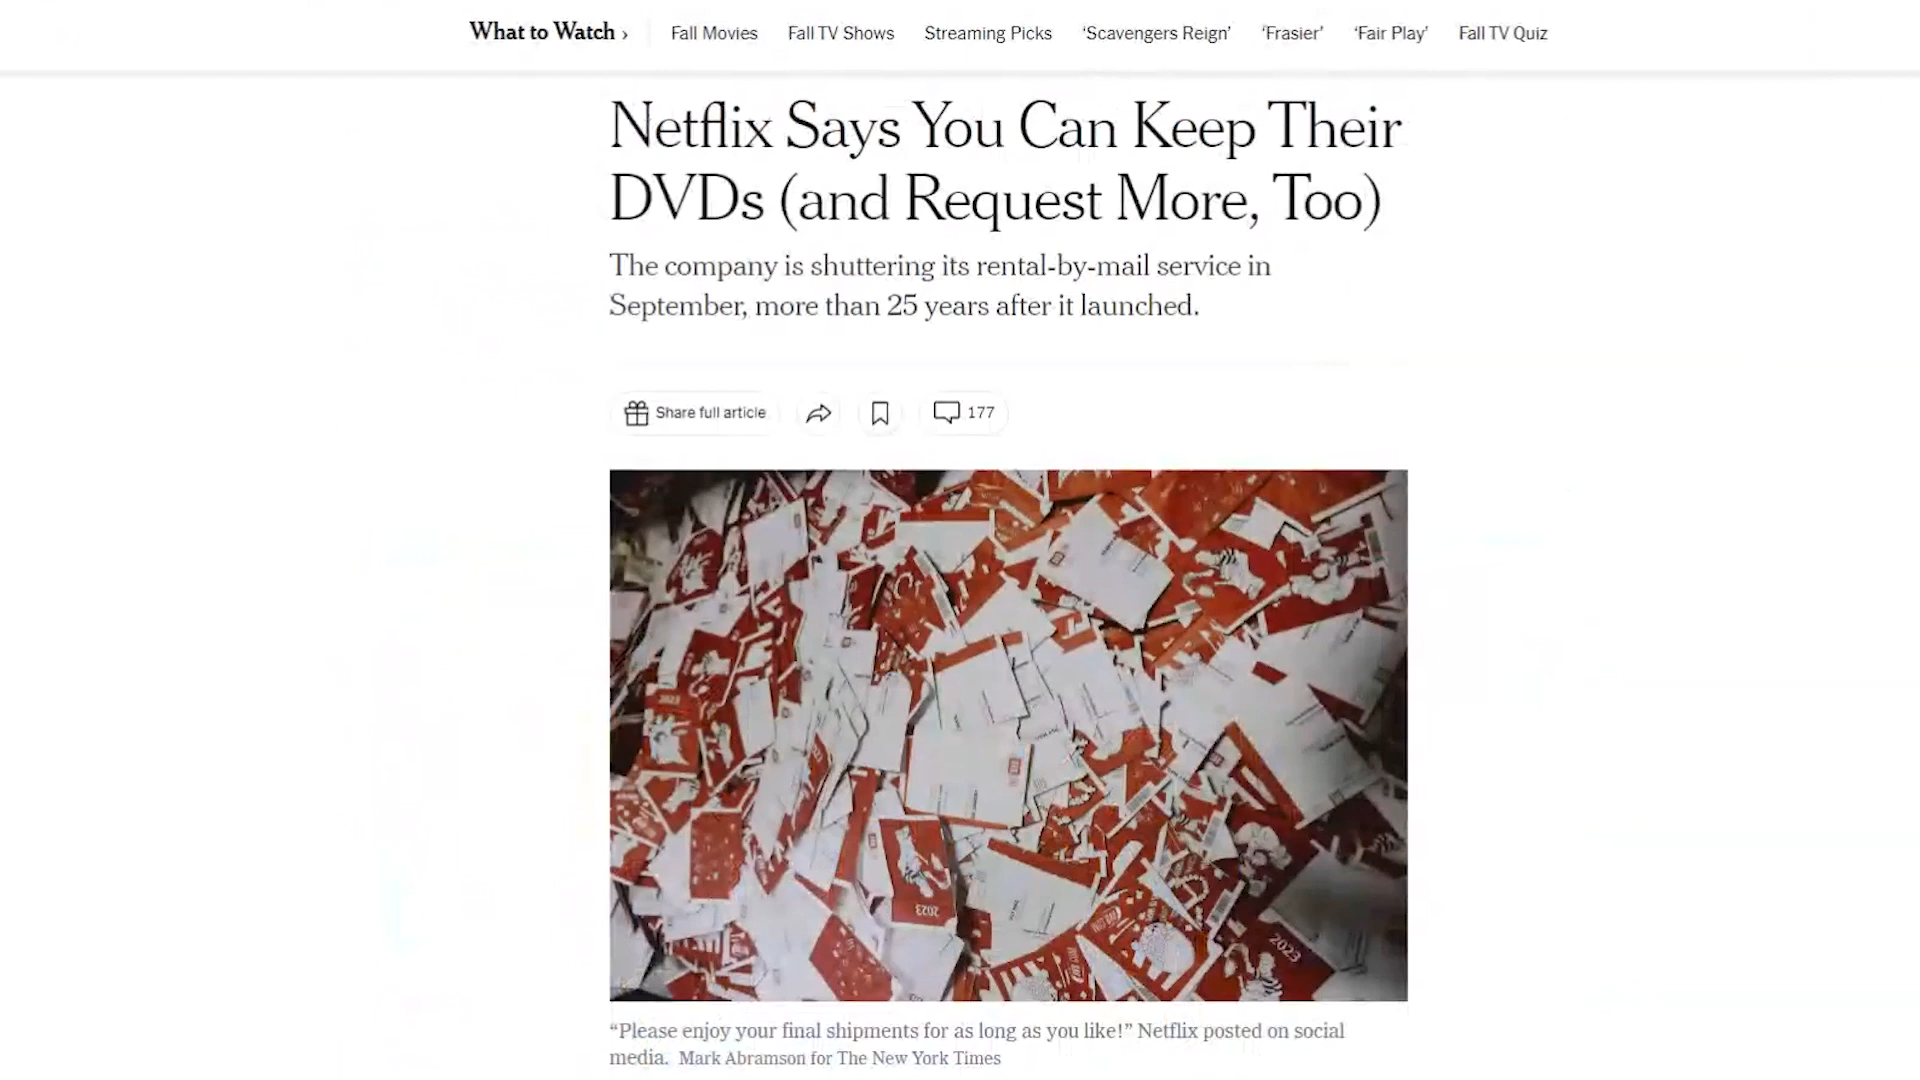 What to Watch › Fall Movies Fall TV Shows Streaming Picks ‘Scavengers Reign’ ‘Frasier’ ‘Fair Play’ Fall TV Quiz
Netflix Says You Can Keep Their
DVDs (and Request More, Too)
The company is shuttering its rental-by-mail service in
September, more than 25 years after it launched.
Share full article 177
2023
2023
“Please enjoy your final shipments for as long as you like!” Netflix posted on social
media. Mark Abramson for The New York Times